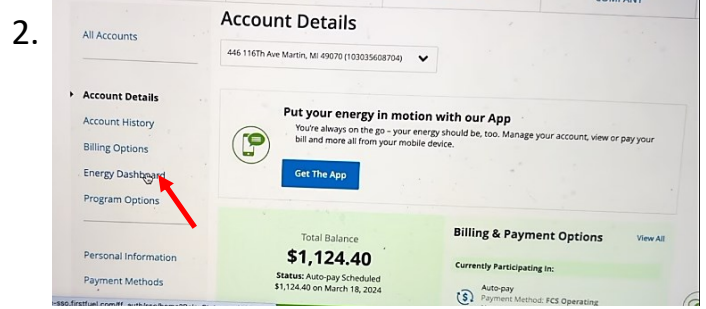 COMPANY
2.
Account Details
All Accounts
446 116Th Ave Martin, MI 49070 (103035608704)
Account Details
Account History
Billing Options
Energy Dashboard
Program Options
Personal Information
Payment Methods
Put your energy in motion with our App
You're always on the go – your energy should be, too. Manage your account, view or pay your
bill and more all from your mobile device.
Get The App
Total Balance
$1,124.40
Status: Auto-pay Scheduled
$1,124.40 on March 18, 2024
Billing & Payment Options
View All
Currently Participating In:
Auto-pay
Payment Method: FCS Operating